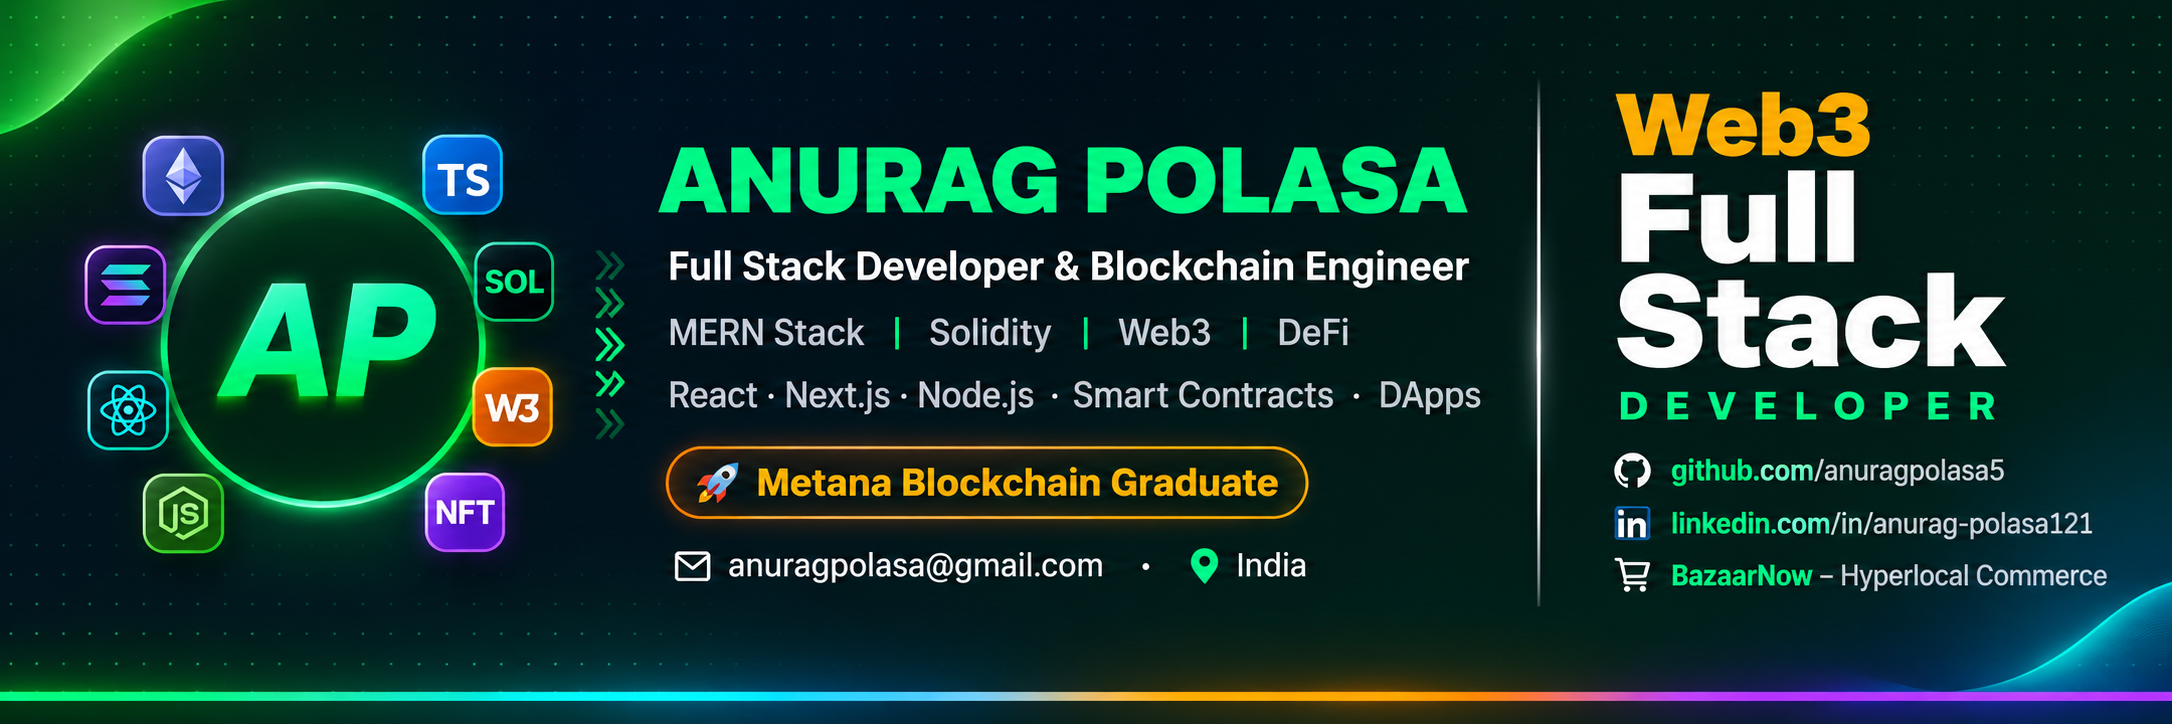 TS
SOL
AP
W3
JS
NFT
ANURAG POLASA
Full Stack Developer & Blockchain Engineer
MERN Stack | Solidity | Web3 | DeFi
React · Next.js · Node.js · Smart Contracts · DApps
🚀 Metana Blockchain Graduate
anuragpolasa@gmail.com · India
Web3
Full
Stack
DEVELOPER
github.com/anuragpolasa5
in linkedin.com/in/anurag-polasa121
BazaarNow – Hyperlocal Commerce